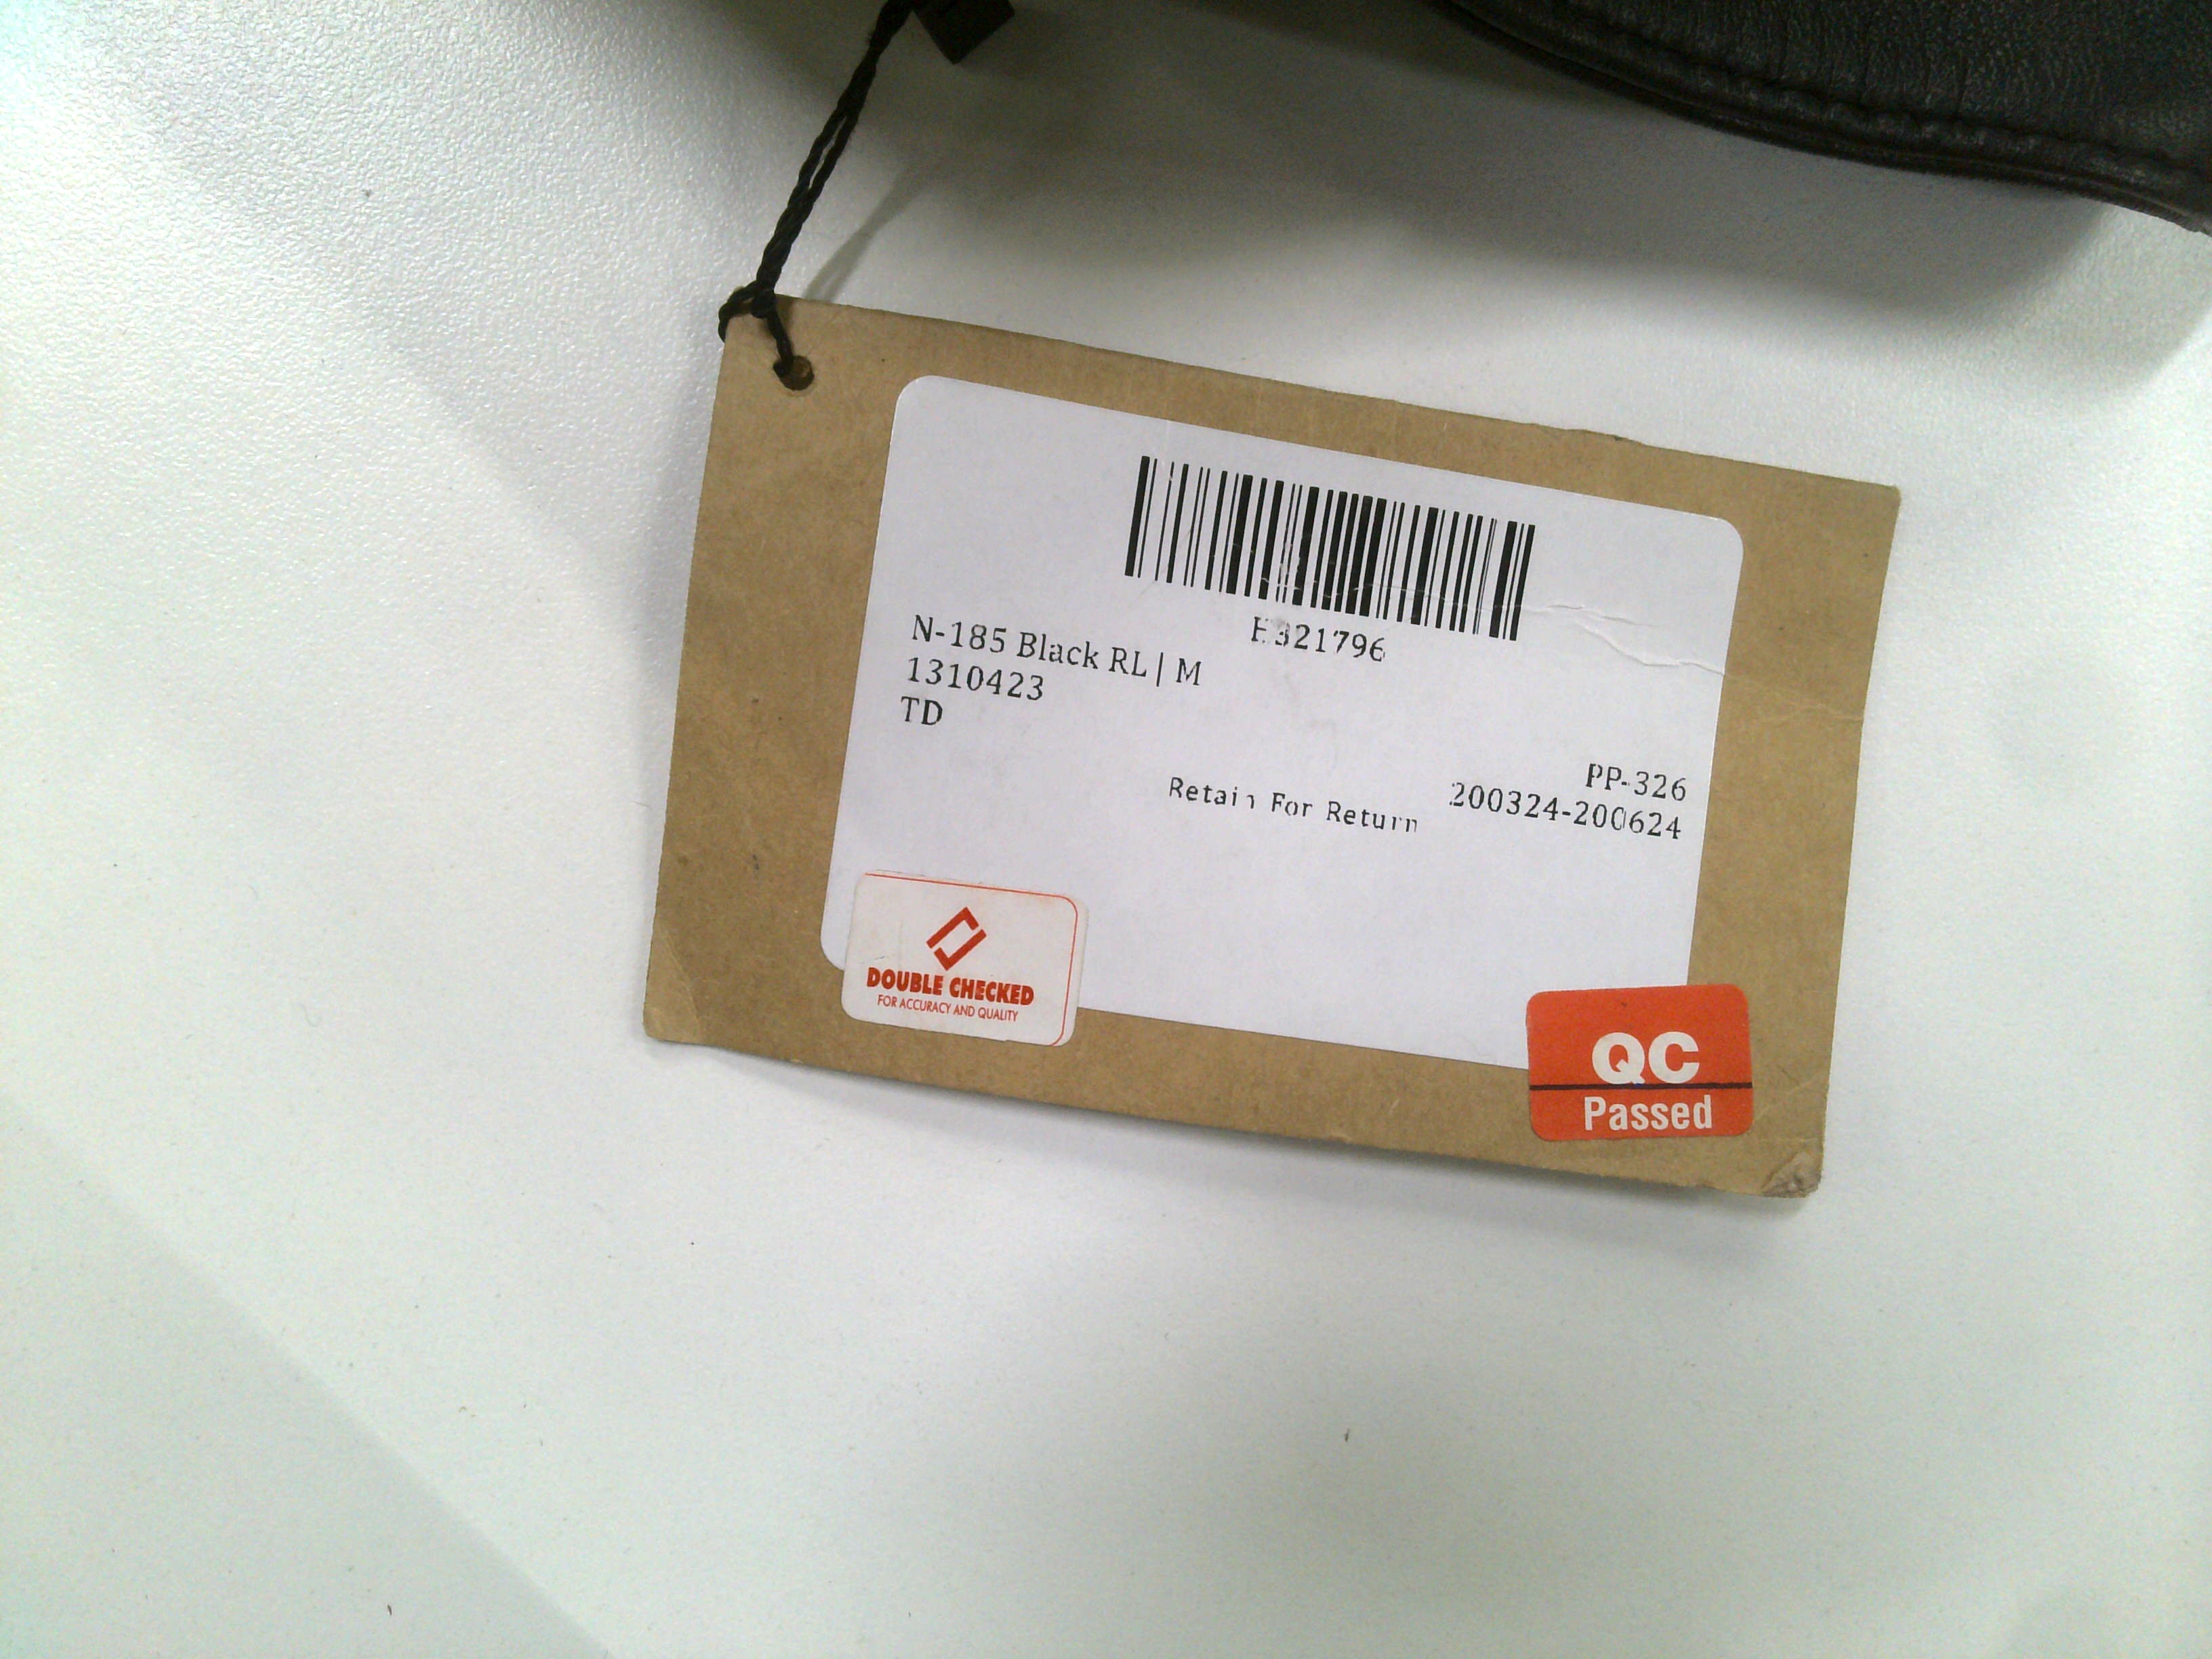 N-185 Black RL | M
1310423
TD
PP-326
200324-200624
Retain For Return
DOUBLE CHECKED
FOR ACCURACY AND QUALITY
QC
Passed